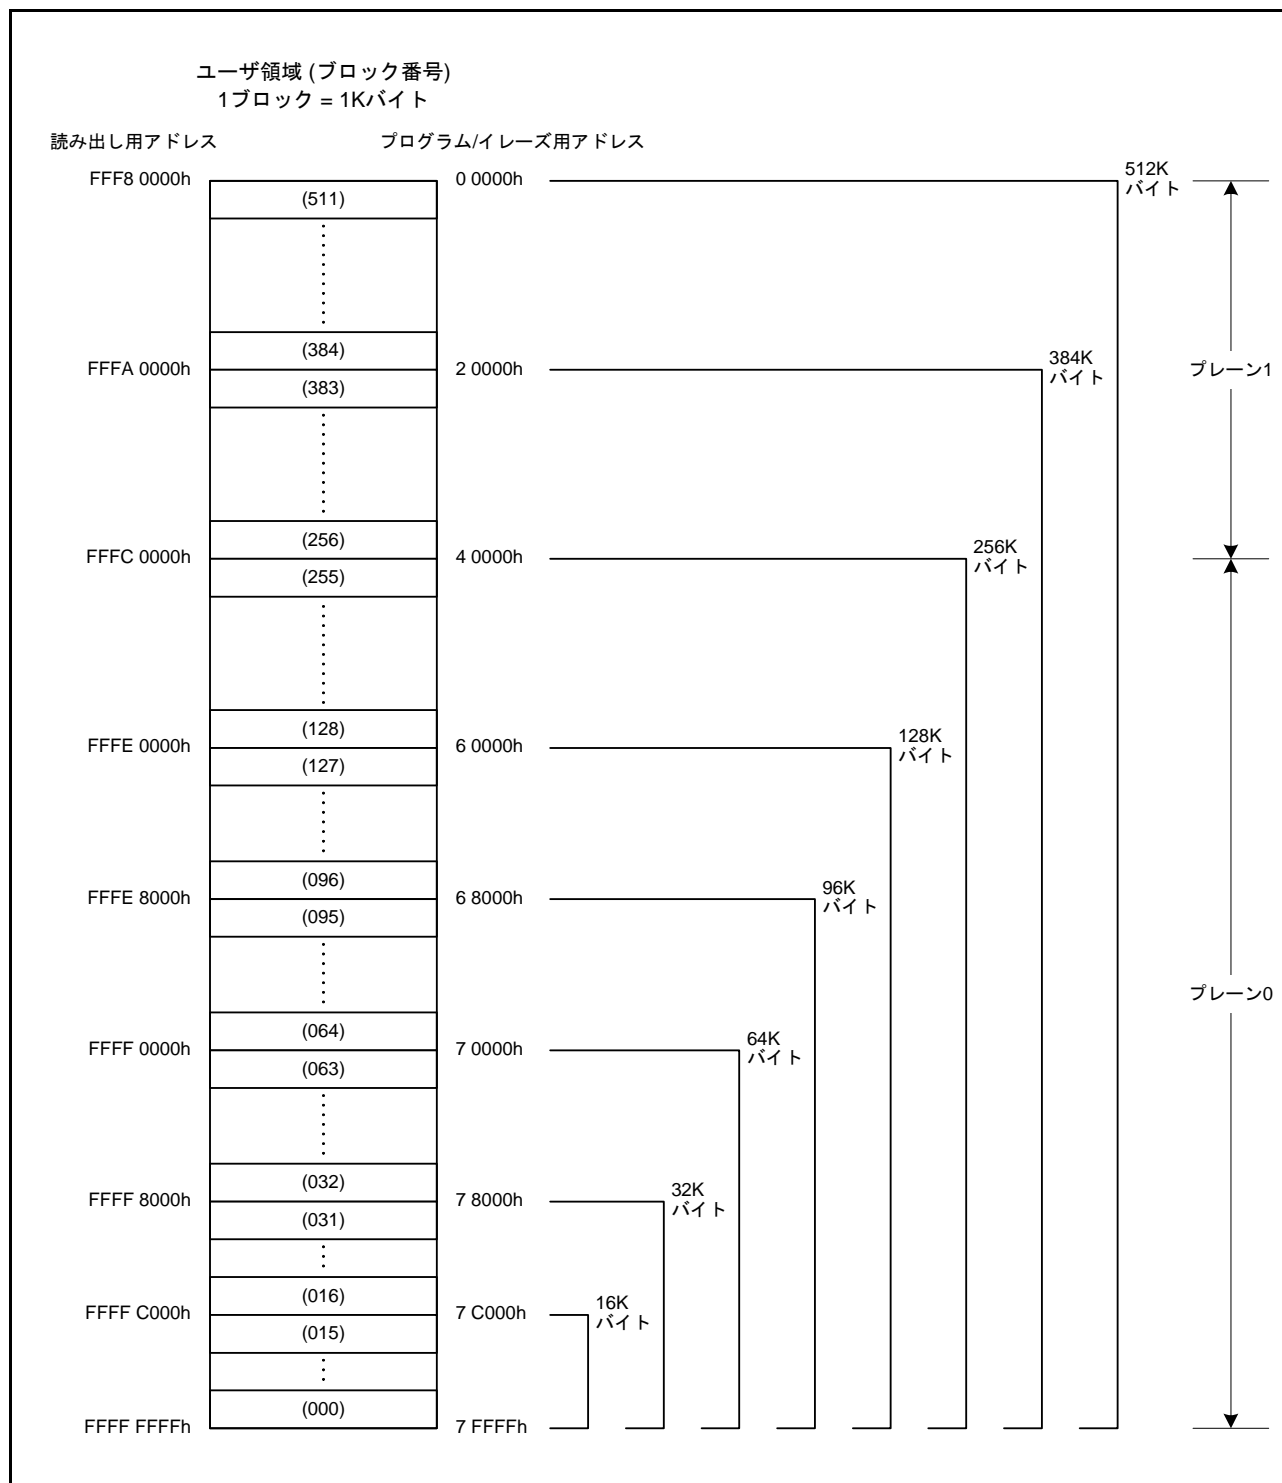 ユーザ領域 (ブロック番号)
1ブロック = 1Kバイト
読み出し用アドレス
プログラム/イレーズ用アドレス
FFF8 0000h
(511)
0 0000h
512K
バイト
(384)
FFFA 0000h
2 0000h
384K
バイト
プレーン1
(383)
(256)
FFFC 0000h
4 0000h
256K
バイト
(255)
(128)
FFFE 0000h
6 0000h
128K
バイト
(127)
(096)
FFFE 8000h
6 8000h
96K
バイト
(095)
プレーン0
(064)
FFFF 0000h
7 0000h
64K
バイト
(063)
(032)
FFFF 8000h
7 8000h
32K
バイト
(031)
(016)
FFFF C000h
7 C000h
16K
バイト
(015)
(000)
FFFF FFFFh
7 FFFFh